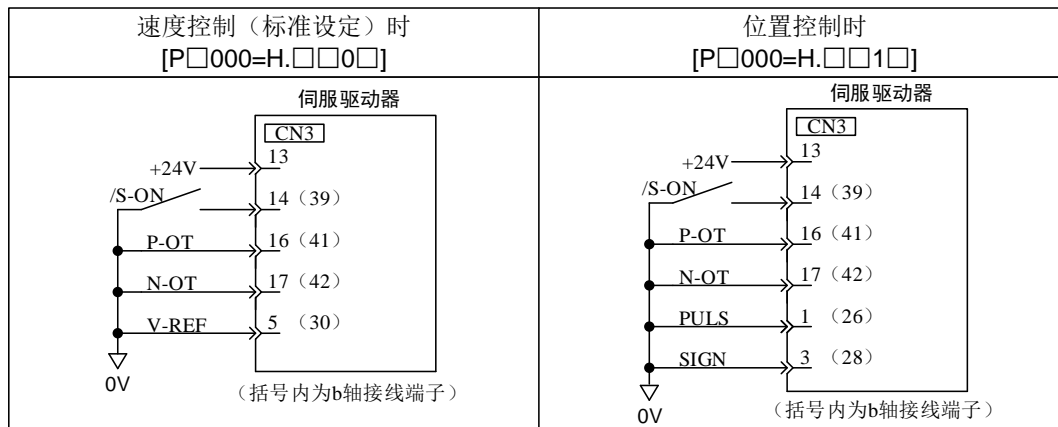 速度控制（标准设定）时
[P□000=H.□□0□]
伺服驱动器
CN3
+24V 13
/S-ON 14（39）
P-OT 16（41）
N-OT 17（42）
V-REF 5 （30）
0V
（括号内为b轴接线端子）
位置控制时
[P□000=H.□□1□]
伺服驱动器
CN3
+24V 13
/S-ON 14（39）
P-OT 16（41）
N-OT 17（42）
PULS 1 （26）
SIGN 3 （28）
0V
（括号内为b轴接线端子）